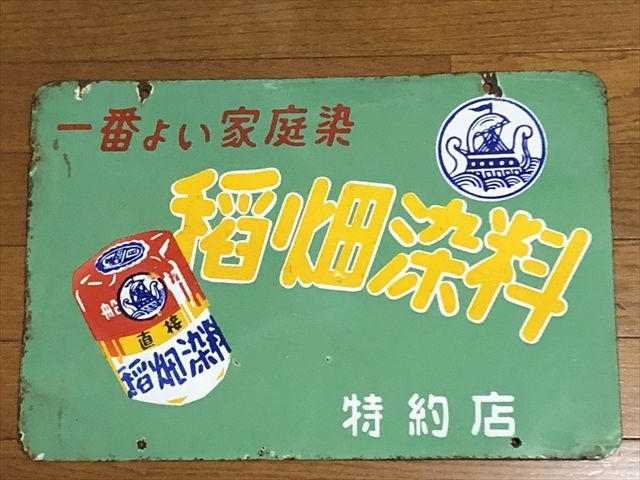 一番よい家庭染
稲畑染料
直接
稲畑染料
特約店